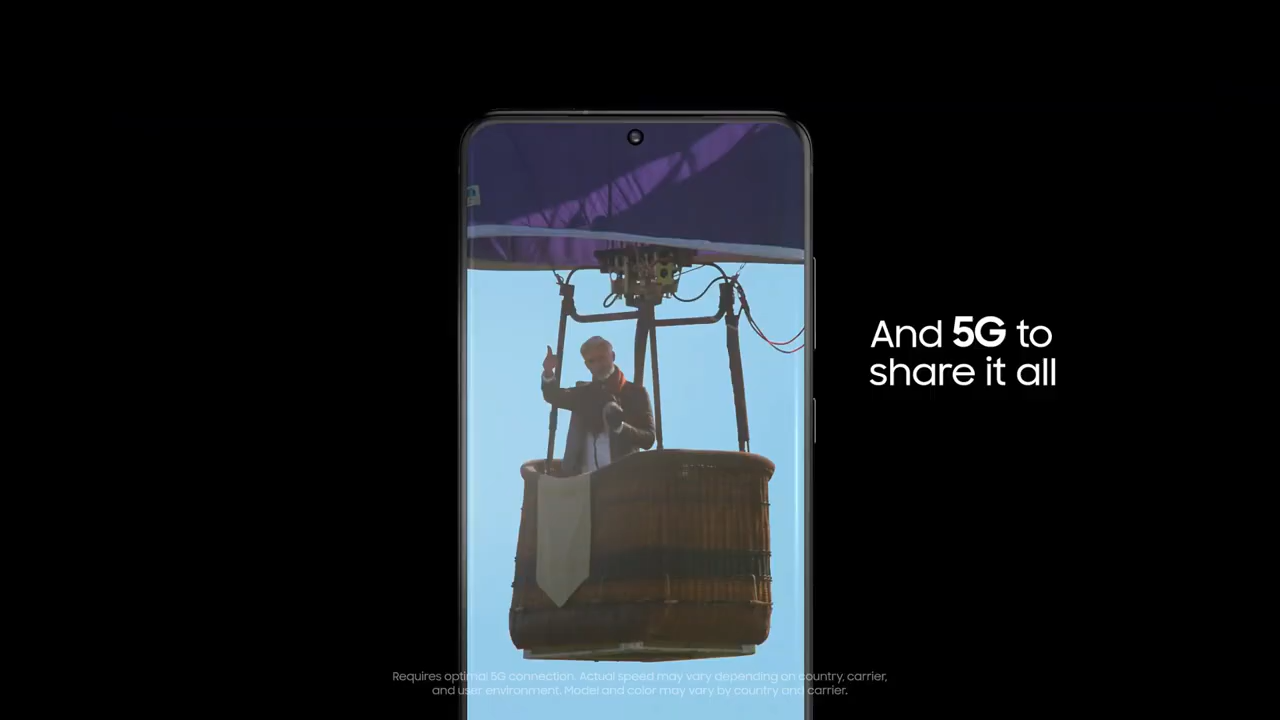 And 5G to
share it all
Requires optimal 5G connection. Actual speed may vary depending on country, carrier,
and user environment. Model and color may vary by country and carrier.